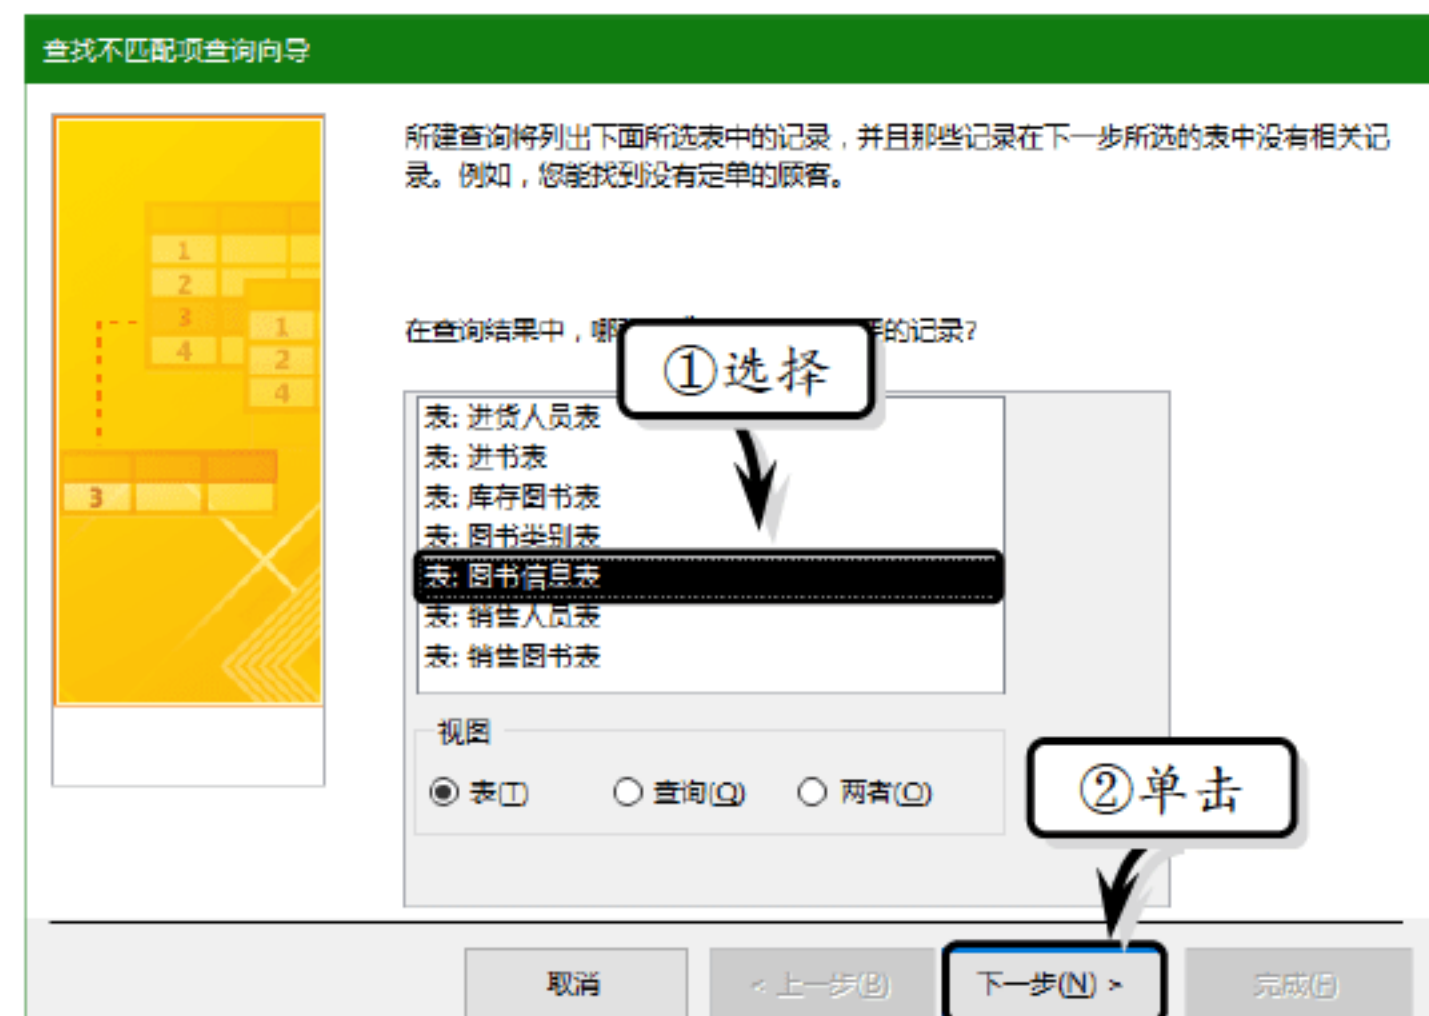 查找不匹配项查询向导
所建查询将列出下面所选表中的记录，并且那些记录在下一步所选的表中没有相关记
录。例如，您能找到没有定单的顾客。
1
2
3
4
1
2
4
3
在查询结果中，哪 的记录?
①选择
表: 进货人员表
表: 进书表
表: 库存图书表
表: 图书类别表
表: 图书信息表
表: 销售人员表
表: 销售图书表
视图
表(T) 查询(Q) 两者(O)
②单击
取消 < 上一步(B) 下一步(N) > 完成(F)